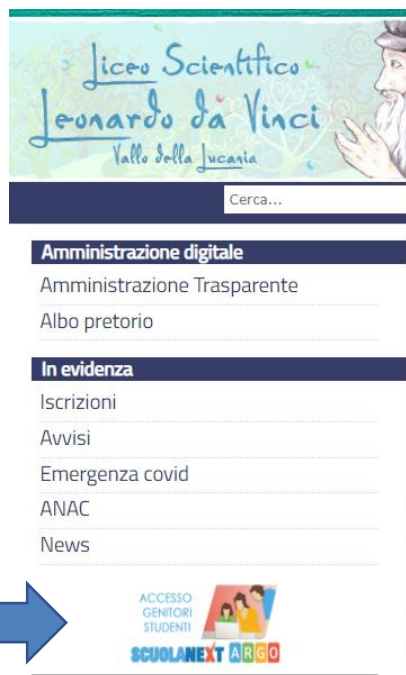 Liceo Scientifico
Leonardo da Vinci
Vallo della Lucania
Cerca...
Amministrazione digitale
Amministrazione Trasparente
Albo pretorio
In evidenza
Iscrizioni
Avvisi
Emergenza covid
ANAC
News
ACCESSO
GENITORI
STUDENTI
SCUOLANEXT ARGO